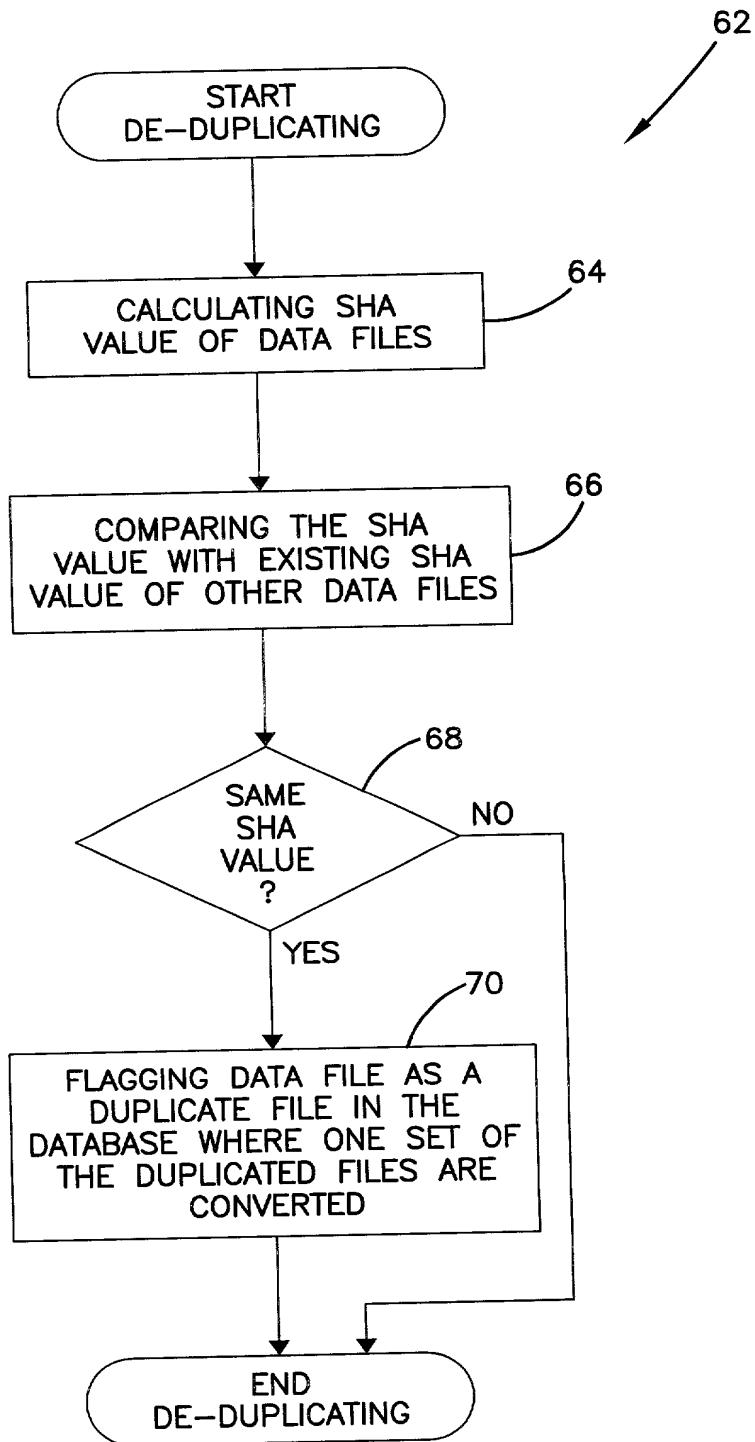 62
START
DE-DUPLICATING
64
CALCULATING SHA
VALUE OF DATA FILES
66
COMPARING THE SHA
VALUE WITH EXISTING SHA
VALUE OF OTHER DATA FILES
68
SAME
SHA
VALUE
?
NO
YES
70
FLAGGING DATA FILE AS A
DUPLICATE FILE IN THE
DATABASE WHERE ONE SET OF
THE DUPLICATED FILES ARE
CONVERTED
END
DE-DUPLICATING